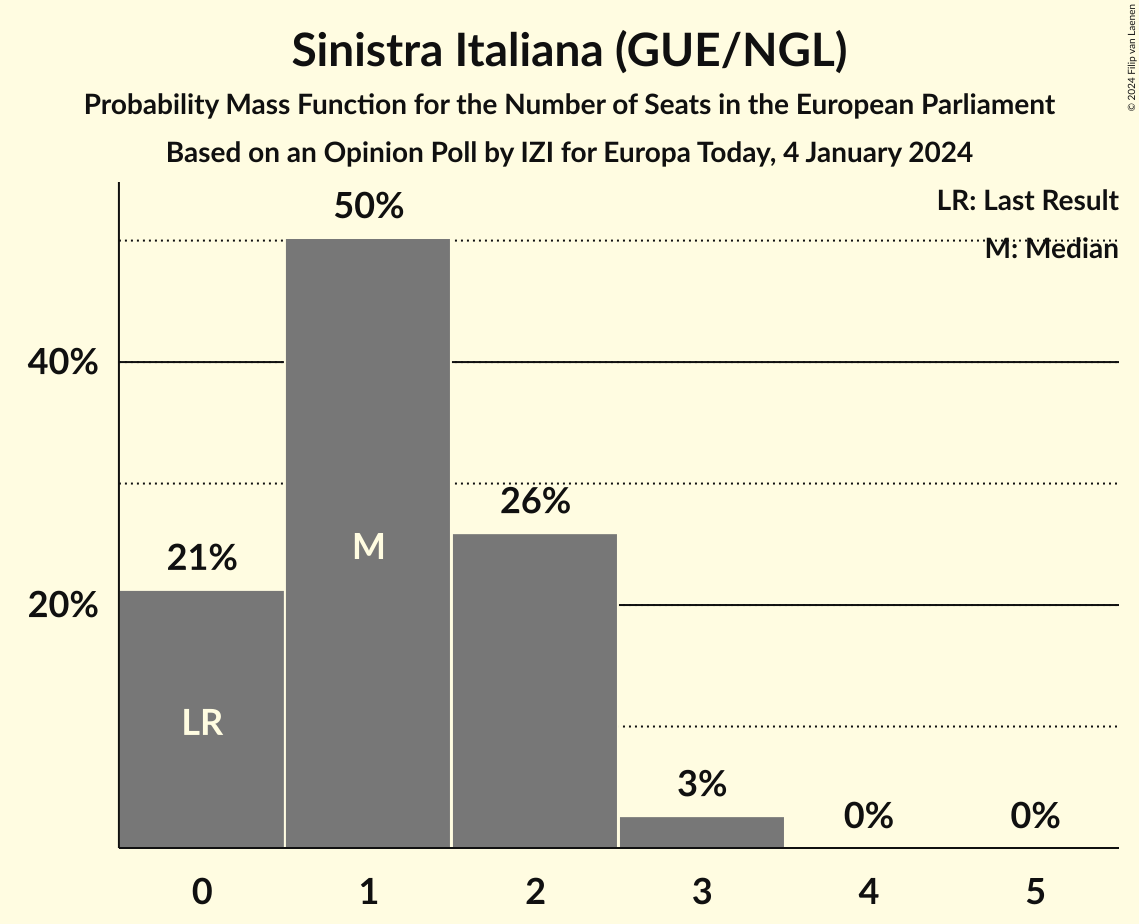 Sinistra Italiana (GUE/NGL)
Probability Mass Function for the Number of Seats in the European Parliament
Based on an Opinion Poll by IZI for Europa Today, 4 January 2024
© 2024 Filip van Laenen
LR: Last Result
M: Median
50%
40%
26%
M
21%
20%
LR
3%
0%
0%
0 1 2 3 4 5